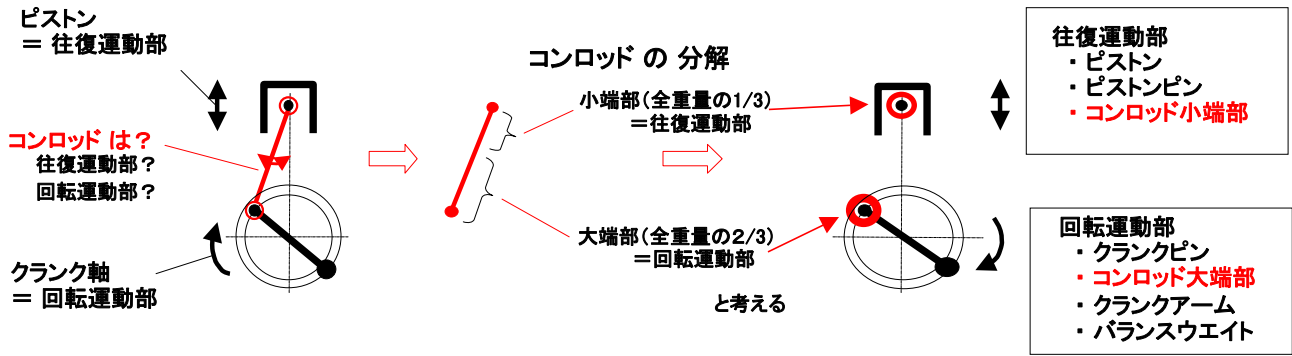 ピストン
＝ 往復運動部
コンロッド は？
往復運動部？
回転運動部？
クランク軸
＝ 回転運動部
コンロッド の 分解
小端部（全重量の1/3）
＝往復運動部
大端部（全重量の２/３）
＝回転運動部
と考える
往復運動部
・ ピストン
・ ピストンピン
・ コンロッド小端部
回転運動部
・ クランクピン
・ コンロッド大端部
・ クランクアーム
・ バランスウエイト